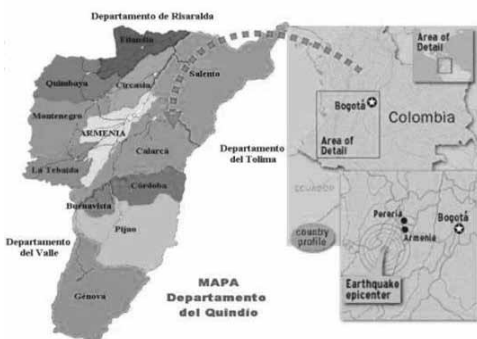 Departamento de Risaralda
Filandia
Quimbaya
Circasia
Salento
Montenegro
ARMENIA
La Tebaida
Calarcá
Departamento
del Tolima
Córdoba
Buenavista
Pijao
Departamento
del Valle
Génova
MAPA
Departamento
del Quindío
Area of
Detail
Bogotá
Colombia
Area of
Detail
ECUADOR
country
profile
Pereria
Armenia
Bogotá
Earthquake
epicenter